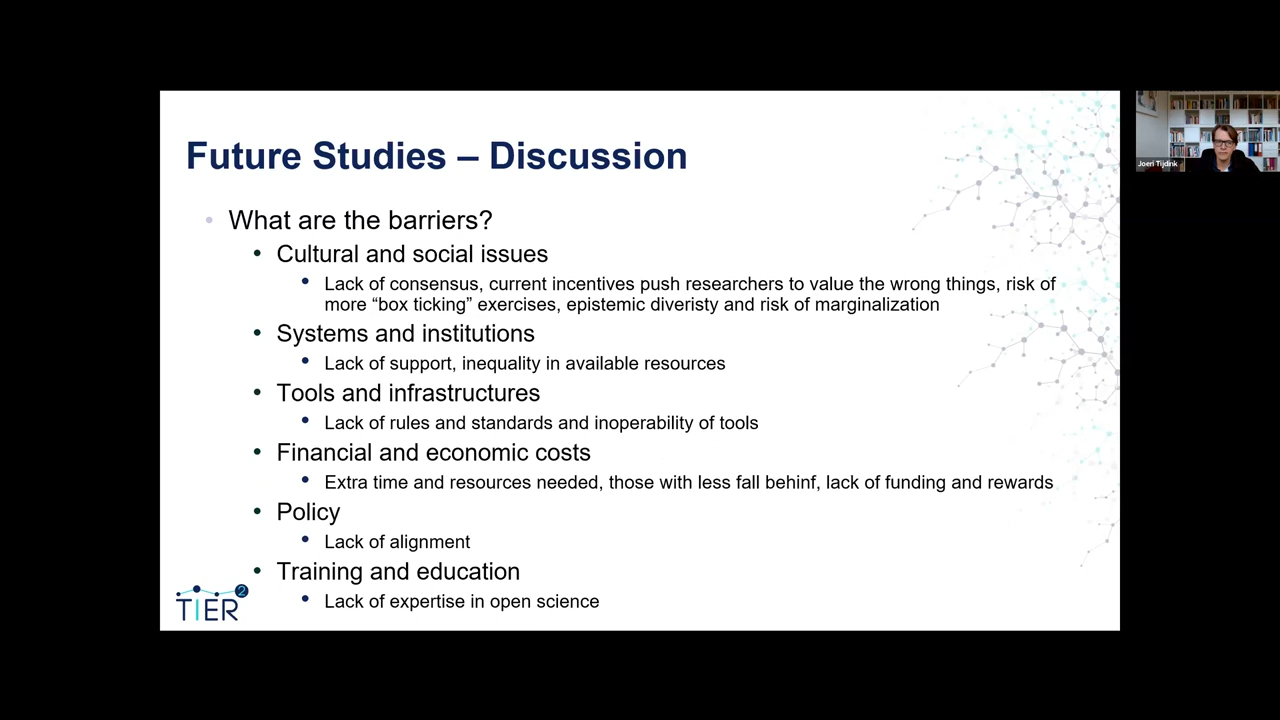 Future Studies – Discussion
• What are the barriers?
• Cultural and social issues
• Lack of consensus, current incentives push researchers to value the wrong things, risk of
more “box ticking” exercises, epistemic diveristy and risk of marginalization
• Systems and institutions
• Lack of support, inequality in available resources
• Tools and infrastructures
• Lack of rules and standards and inoperability of tools
• Financial and economic costs
• Extra time and resources needed, those with less fall behinf, lack of funding and rewards
• Policy
• Lack of alignment
• Training and education
• Lack of expertise in open science
TIER2
Joeri Tijdink